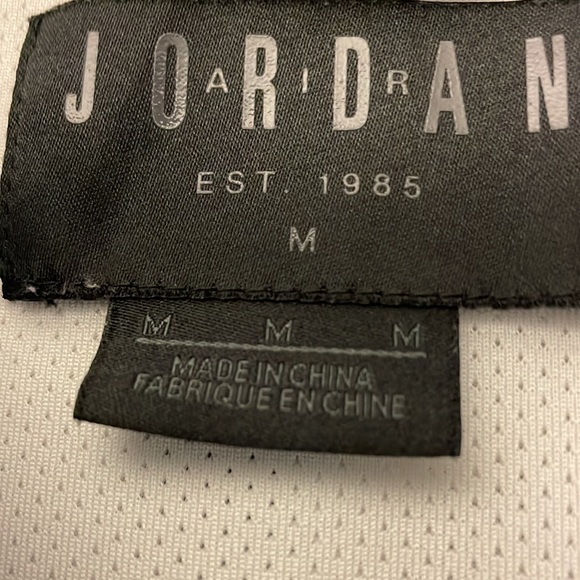 JORDAN
AIR
EST. 1985
M
M M M
MADE IN CHINA
FABRIQUE EN CHINE